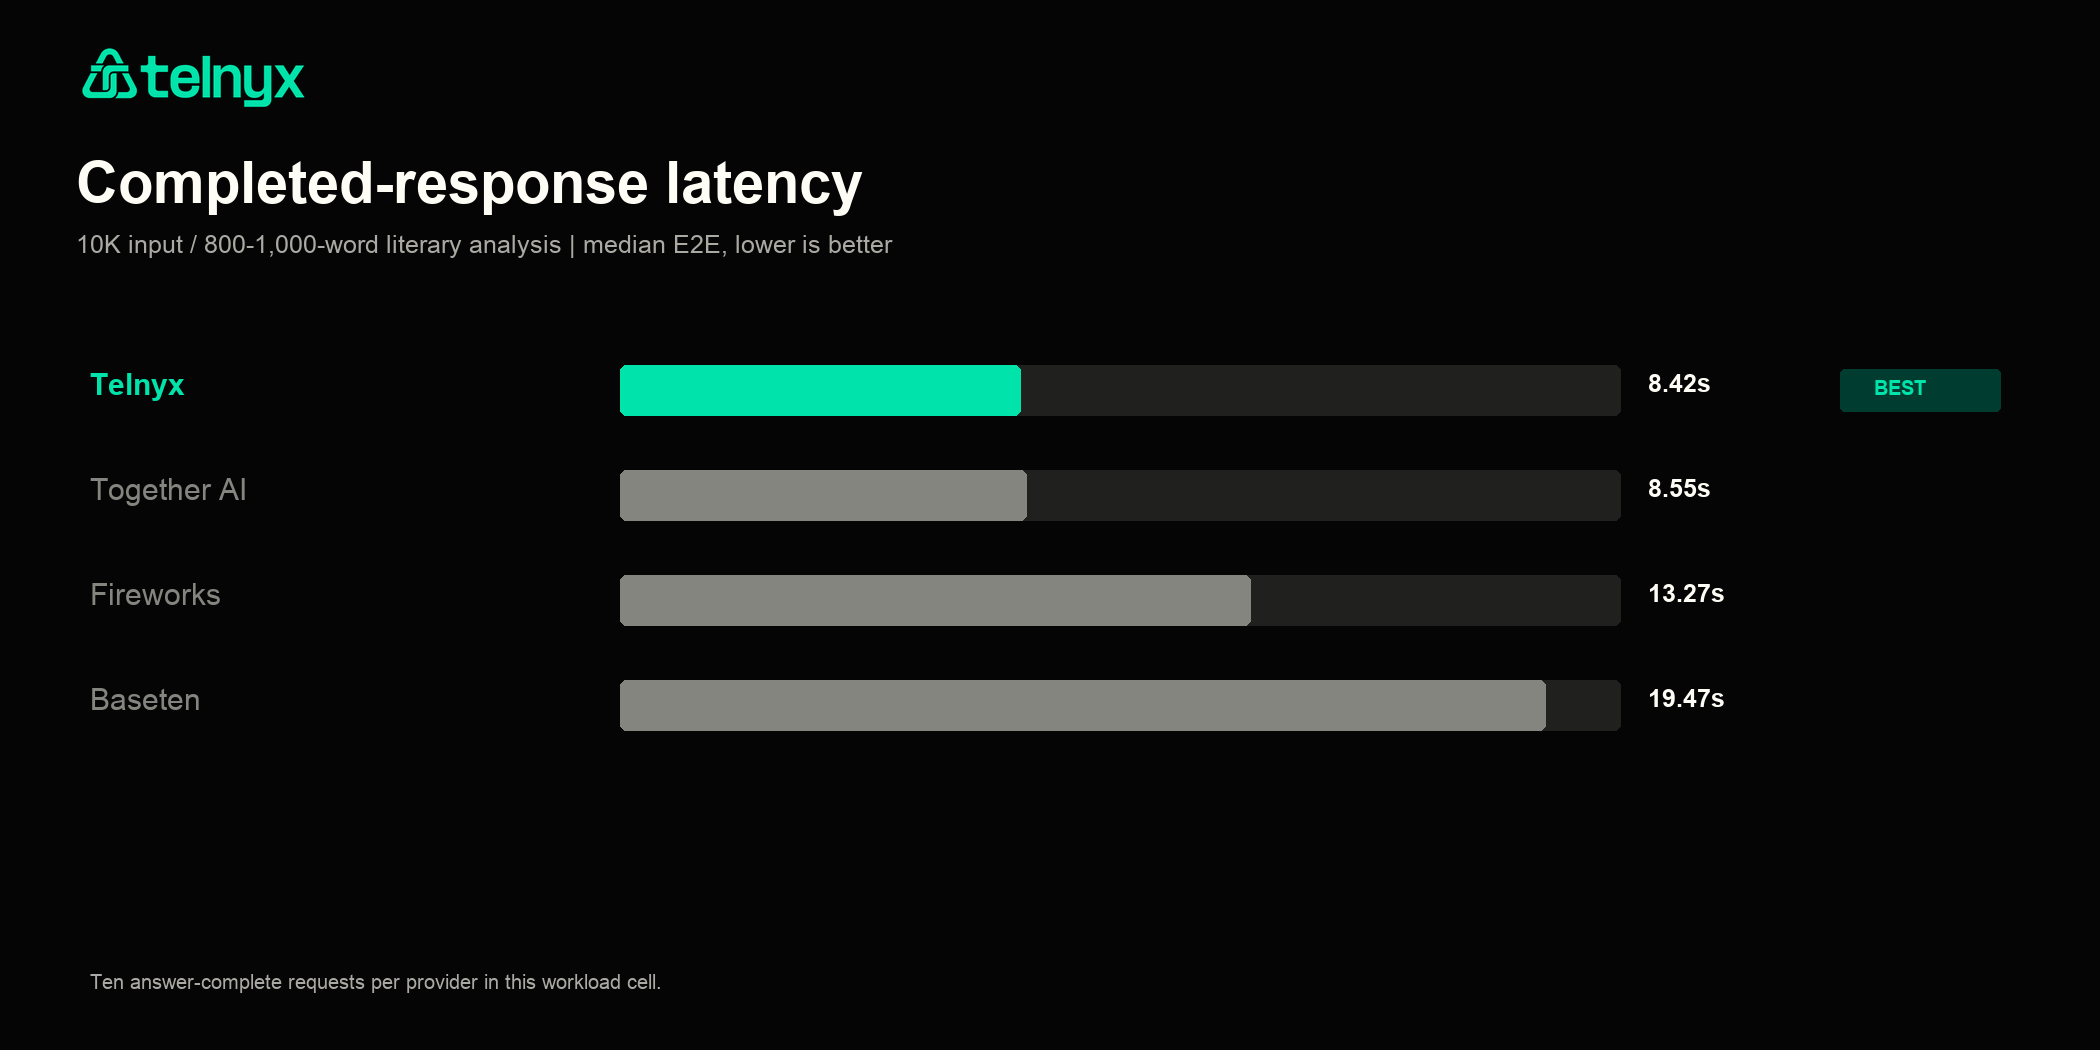 telnyx
Completed-response latency
10K input / 800-1,000-word literary analysis | median E2E, lower is better
Telnyx 8.42s BEST
Together AI 8.55s
Fireworks 13.27s
Baseten 19.47s
Ten answer-complete requests per provider in this workload cell.